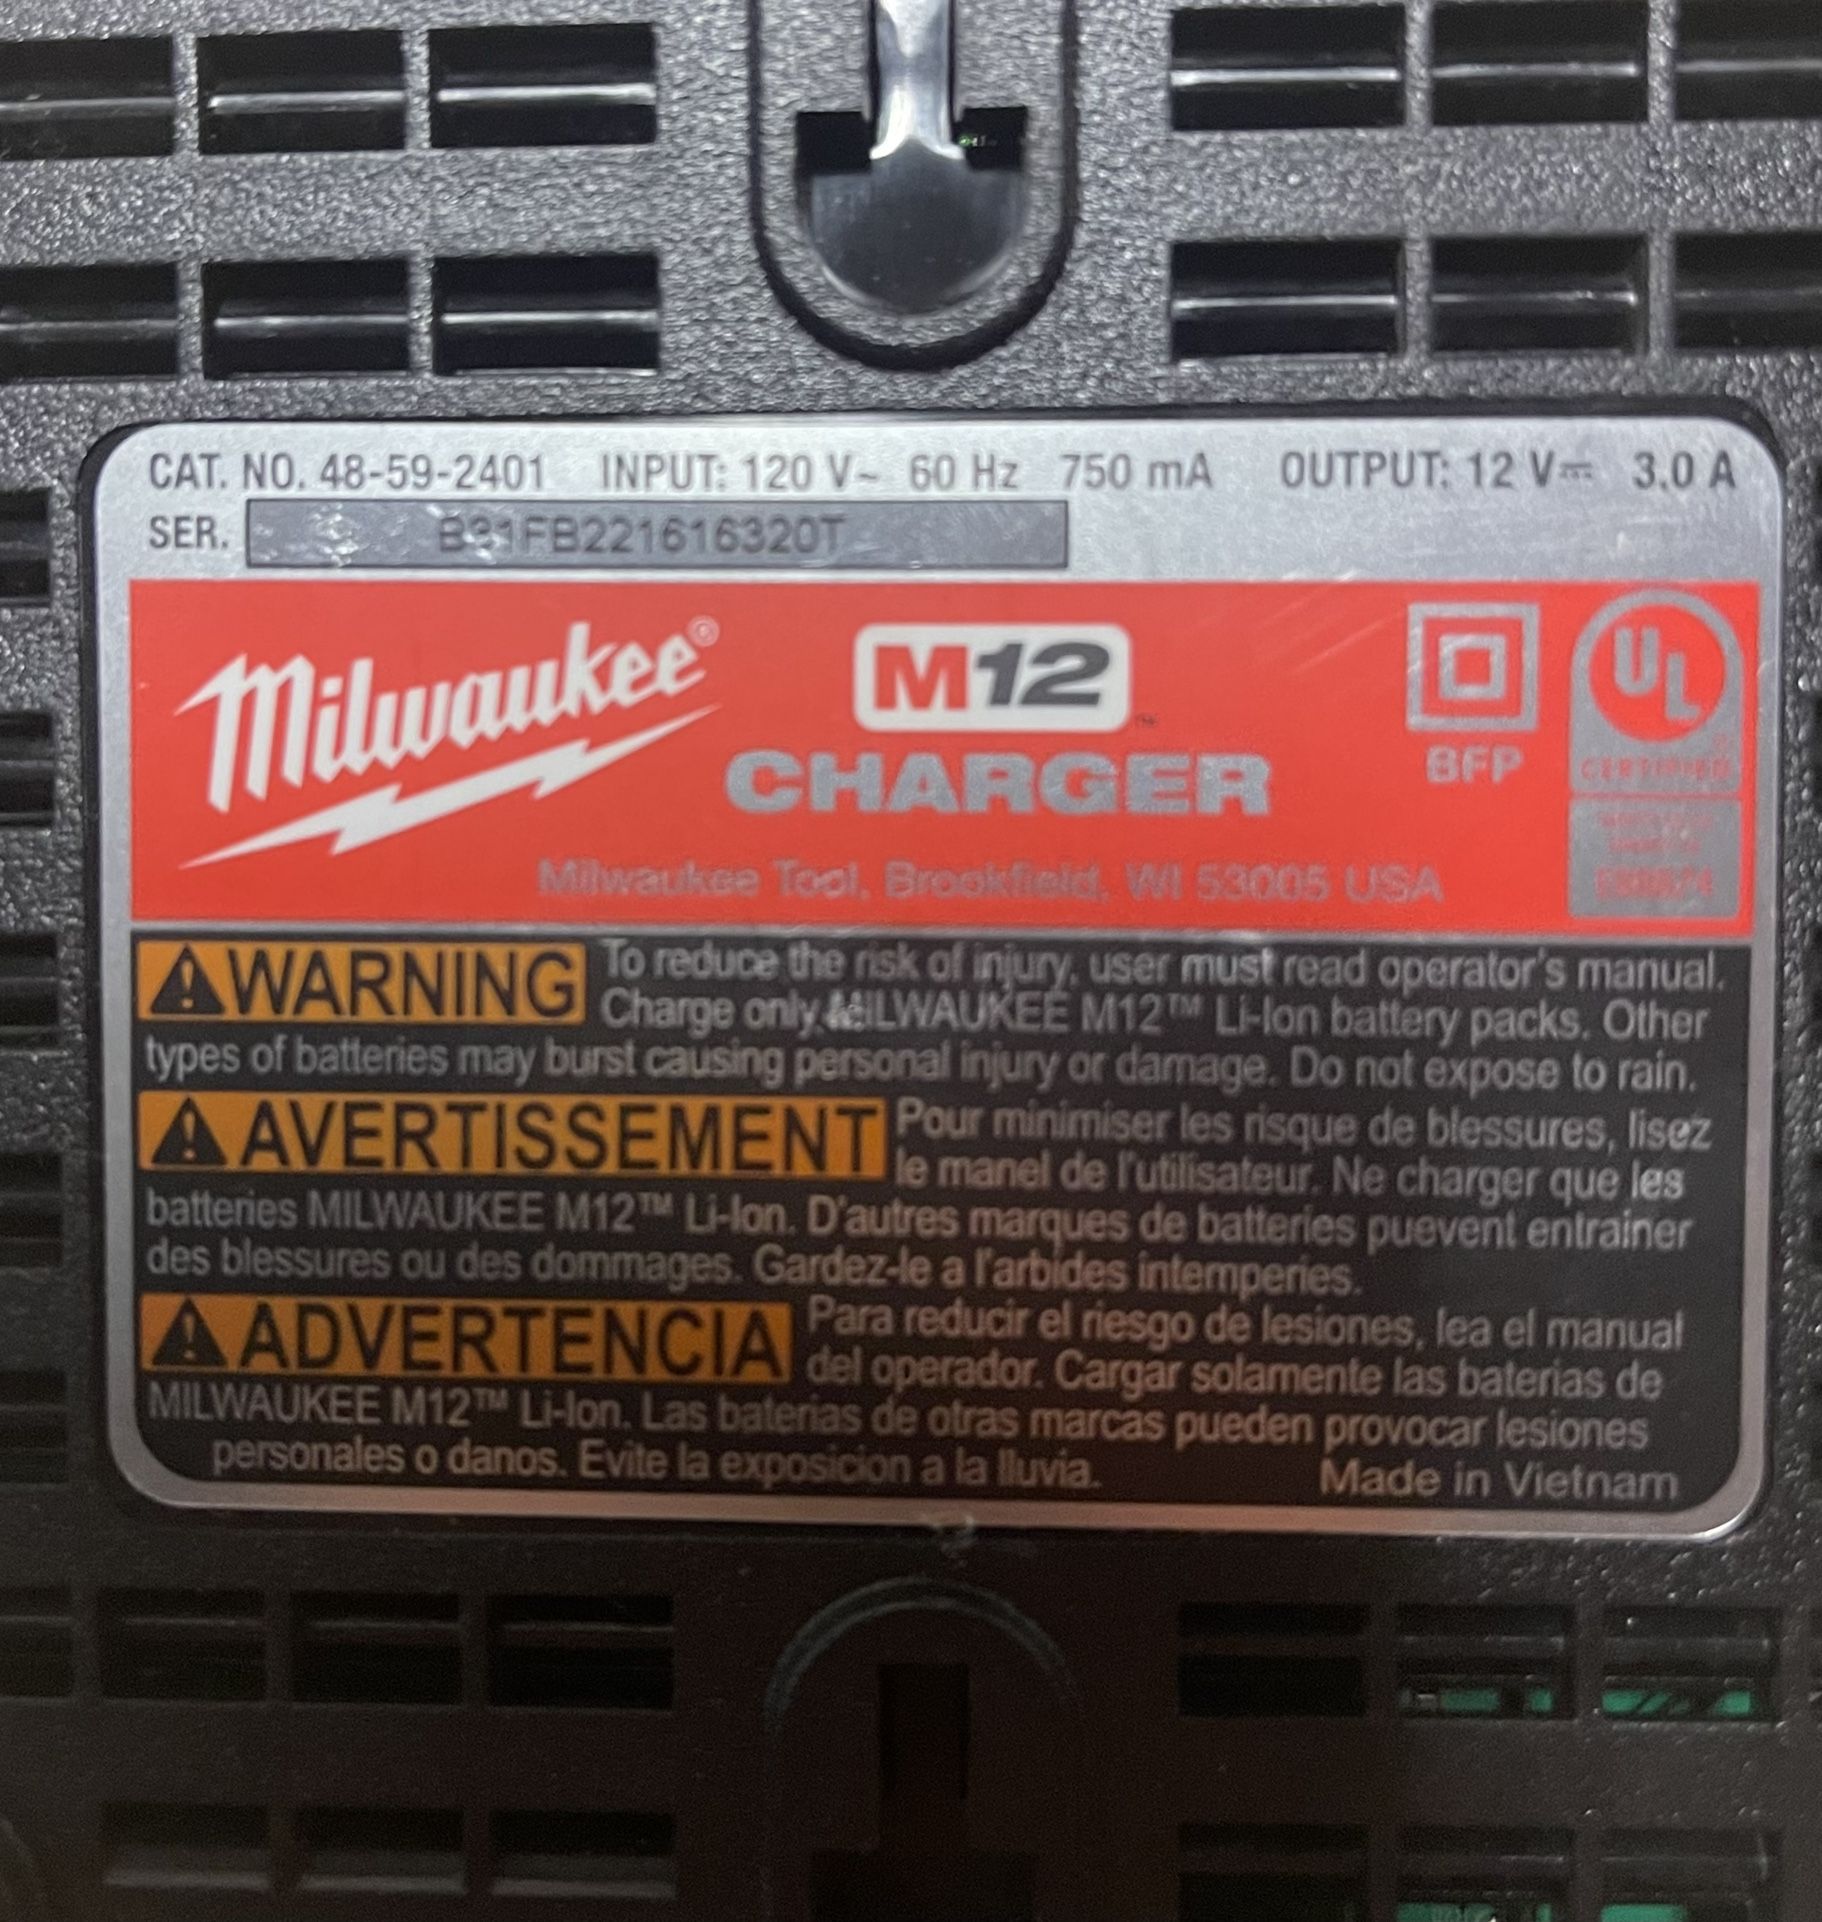 CAT. NO. 48-59-2401 INPUT: 120 V~ 60 Hz 750 mA OUTPUT: 12 V⎓ 3.0 A
SER. B31FB221616320T
Milwaukee®
M12™
CHARGER
BFP
UL
CERTIFIED
Milwaukee Tool, Brookfield, WI 53005 USA
⚠WARNING To reduce the risk of injury, user must read operator's manual.
Charge only MILWAUKEE M12™ Li-Ion battery packs. Other
types of batteries may burst causing personal injury or damage. Do not expose to rain.
⚠AVERTISSEMENT Pour minimiser les risque de blessures, lisez
le manel de l'utilisateur. Ne charger que les
batteries MILWAUKEE M12™ Li-Ion. D'autres marques de batteries puevent entrainer
des blessures ou des dommages. Gardez-le a l'arbides intemperies.
⚠ADVERTENCIA Para reducir el riesgo de lesiones, lea el manual
del operador. Cargar solamente las baterias de
MILWAUKEE M12™ Li-Ion. Las baterias de otras marcas pueden provocar lesiones
personales o danos. Evite la exposicion a la lluvia.
Made in Vietnam